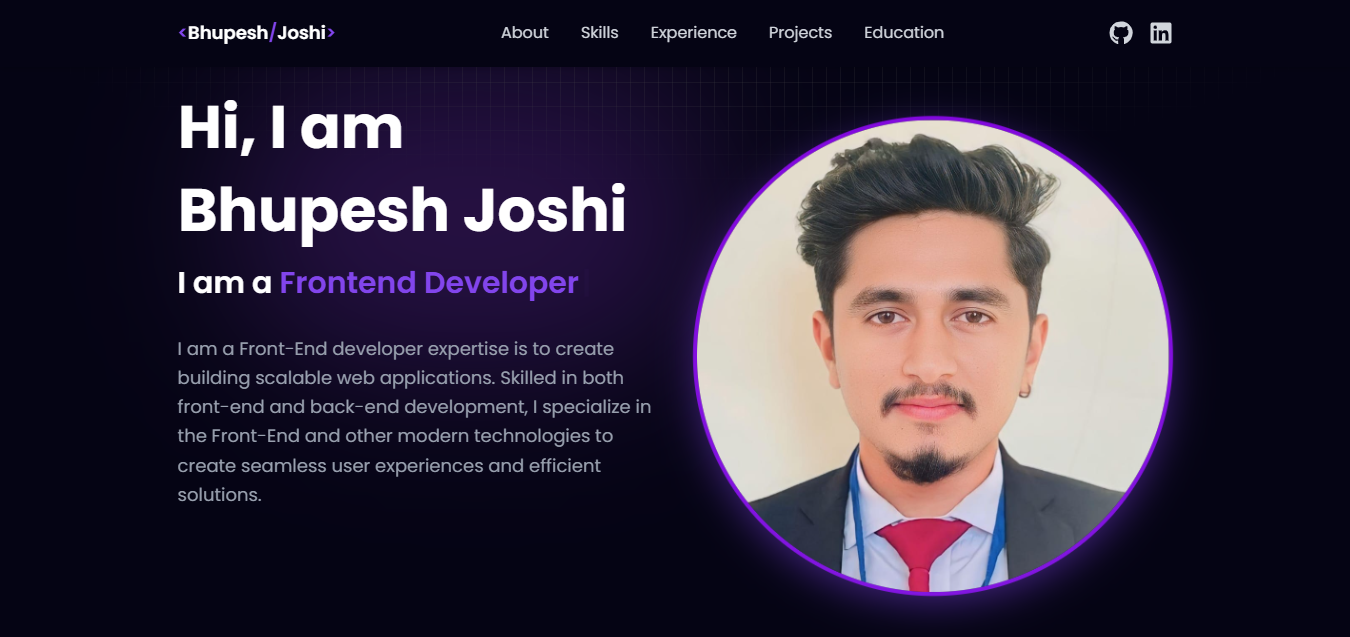 <Bhupesh/Joshi>
About Skills Experience Projects Education
Hi, I am
Bhupesh Joshi
I am a Frontend Developer
I am a Front-End developer expertise is to create
building scalable web applications. Skilled in both
front-end and back-end development, I specialize in
the Front-End and other modern technologies to
create seamless user experiences and efficient
solutions.